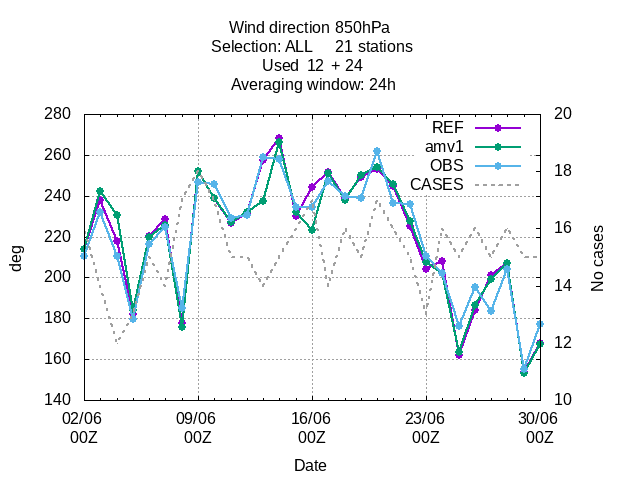 Wind direction 850hPa
Selection: ALL 21 stations
Used 12 + 24
Averaging window: 24h
280
260
240
220
200
180
160
140
deg
20
18
16
14
12
10
No cases
REF
amv1
OBS
CASES
02/06 09/06 16/06 23/06 30/06
00Z 00Z 00Z 00Z 00Z
Date